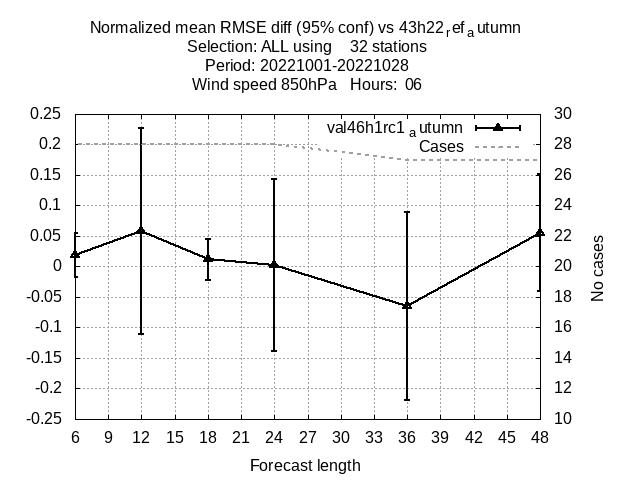 Normalized mean RMSE diff (95% conf) vs 43h22refautumn
Selection: ALL using 32 stations
Period: 20221001-20221028
Wind speed 850hPa Hours: 06
0.25
0.2
0.15
0.1
0.05
0
-0.05
-0.1
-0.15
-0.2
-0.25
30
28
26
24
22
20
18
16
14
12
10
val46h1rc1autumn
Cases
No cases
6 9 12 15 18 21 24 27 30 33 36 39 42 45 48
Forecast length